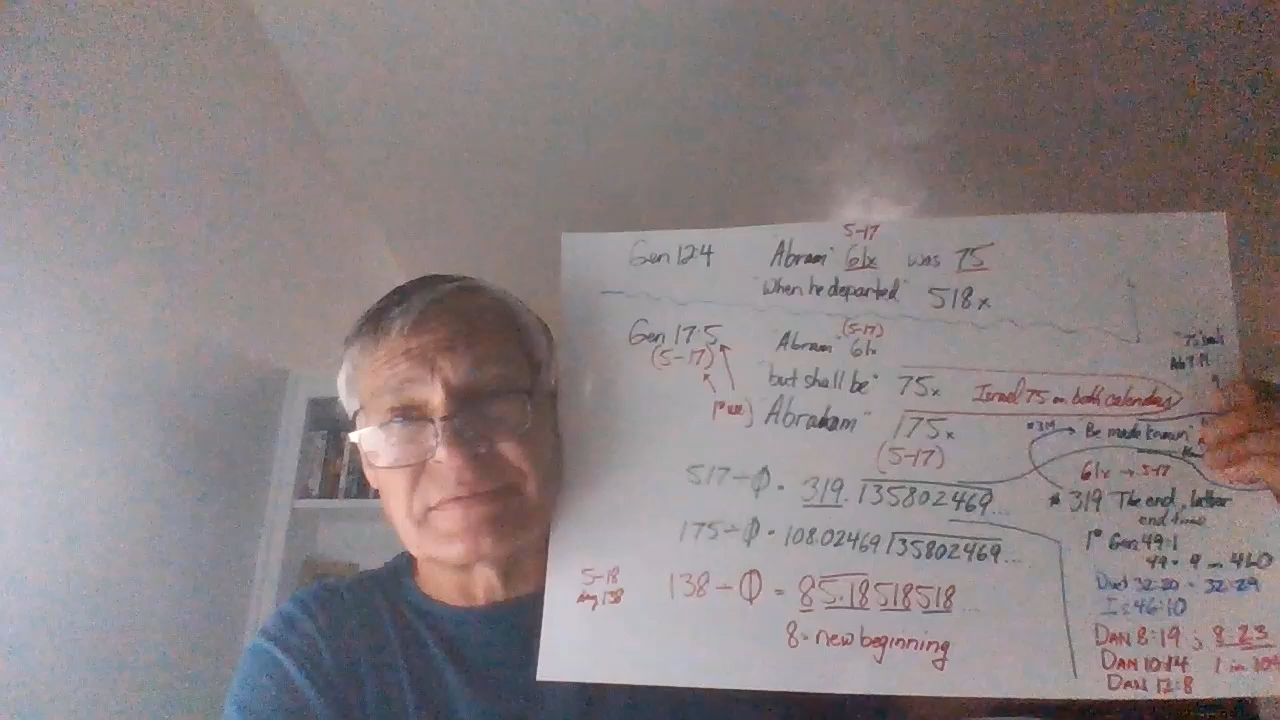 5-17
Gen 12:4 "Abram" 61x was 75
"when he departed" 518x
Gen 17:5 (5-17)
(5-17) "Abram" 61x
"but shall be" 75x Israel 75 on both calendars
"Abraham" 175x
(5-17)
517÷Φ = 319.135802469...
175÷Φ = 108.02469135802469...
5-18
138÷Φ = 85.18518518...
8 = new beginning
"Be made known"
61x → 5-17
* 319 The end, latter
end time
1st Gen 49:1
Deut 32:20 - 32:29
Is 46:10
DAN 8:19 ; 8:23
DAN 10:14
DAN 12:8